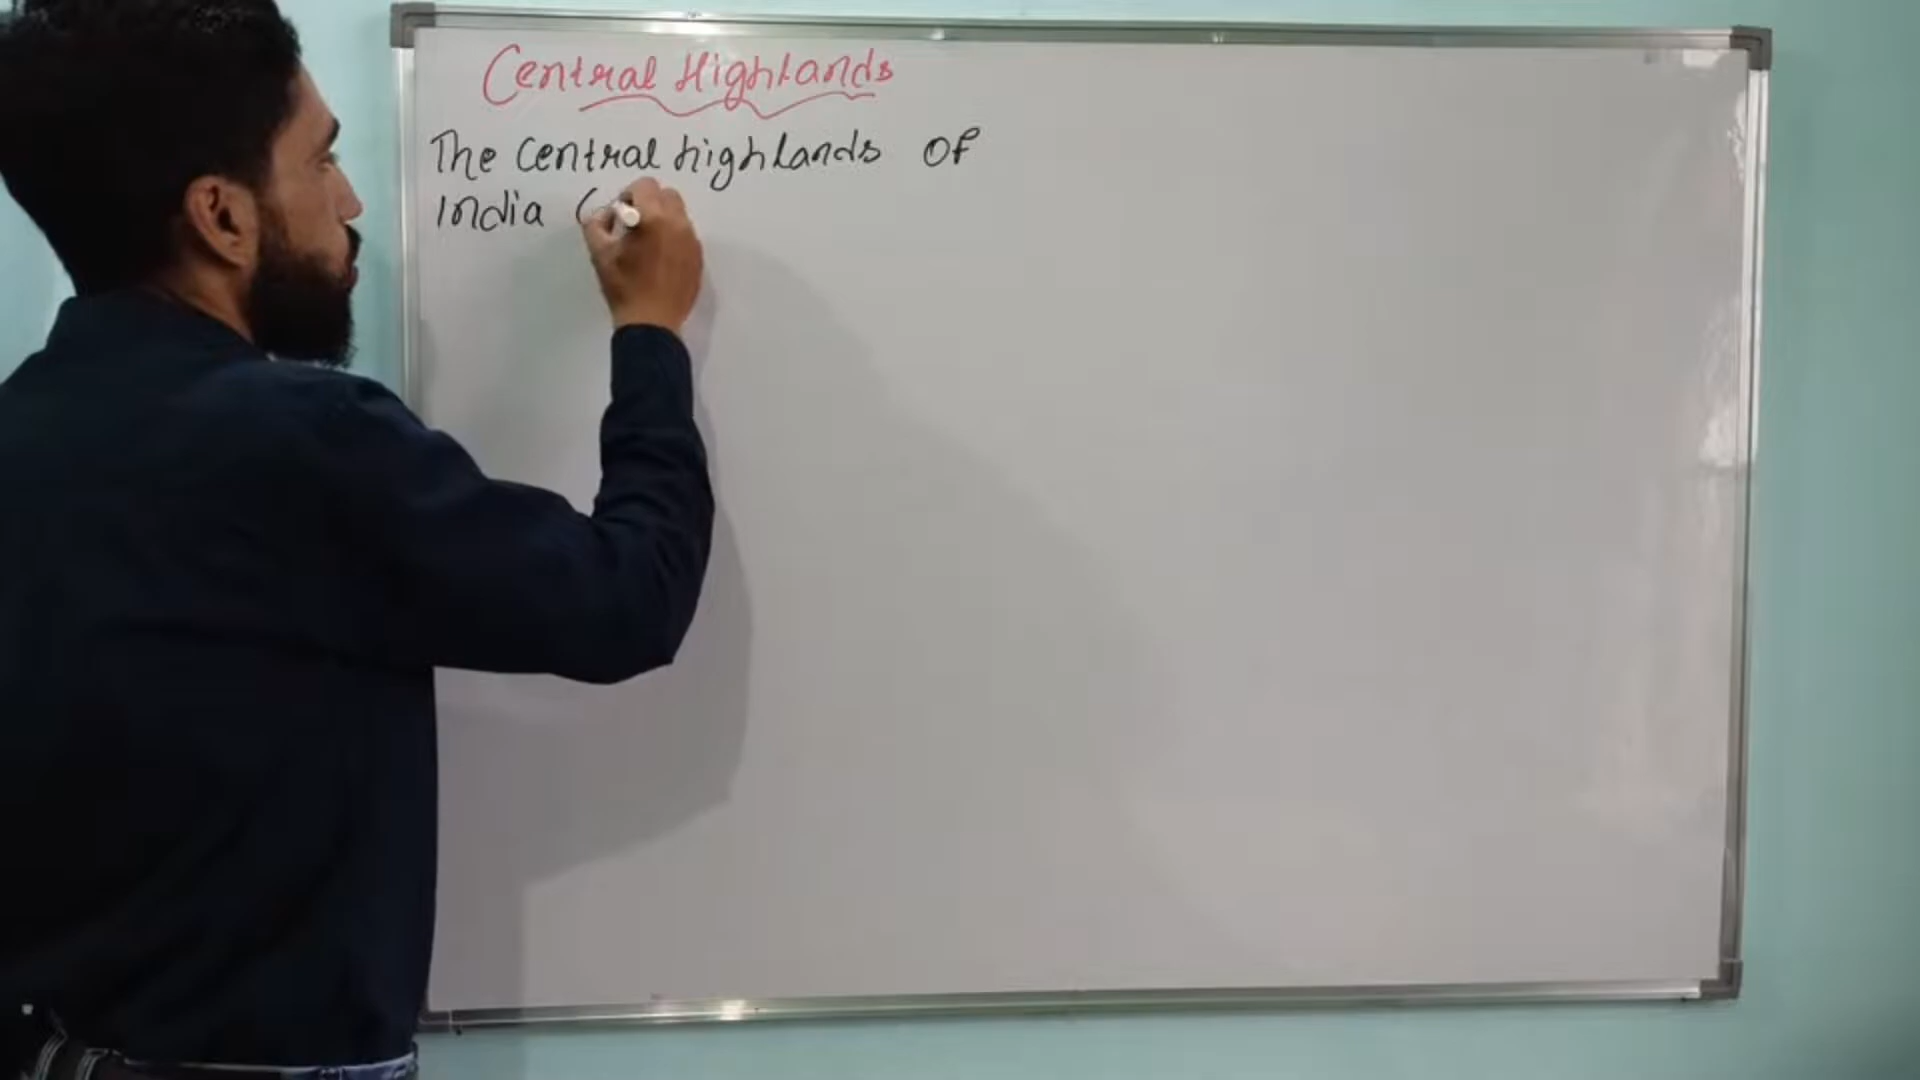 Central Highlands
The Central highlands of
India (